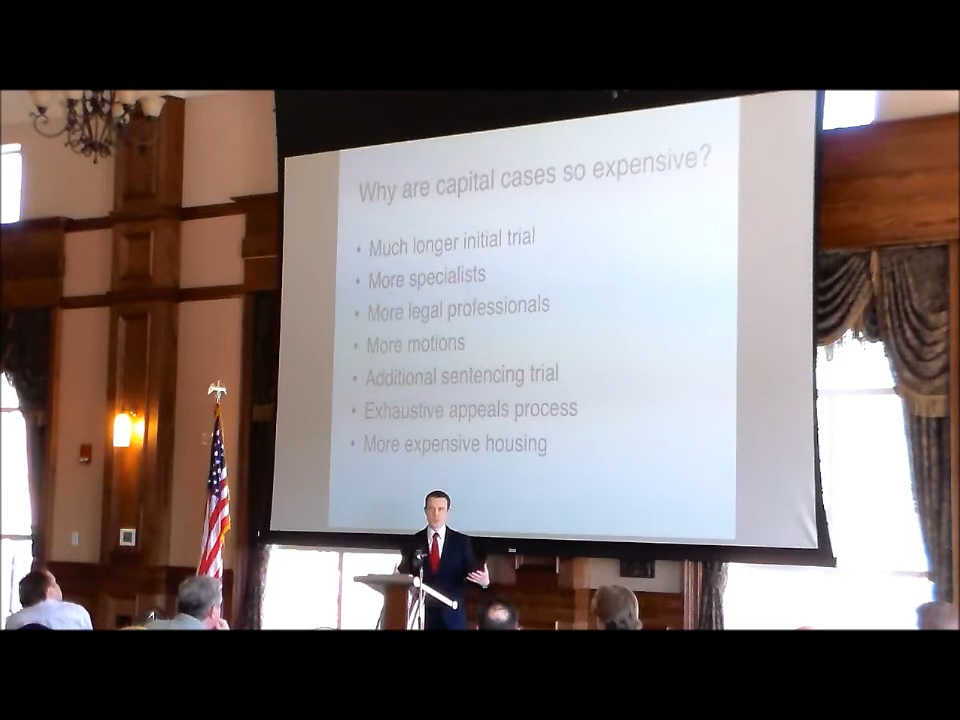 Why are capital cases so expensive?
• Much longer initial trial
• More specialists
• More legal professionals
• More motions
• Additional sentencing trial
• Exhaustive appeals process
• More expensive housing